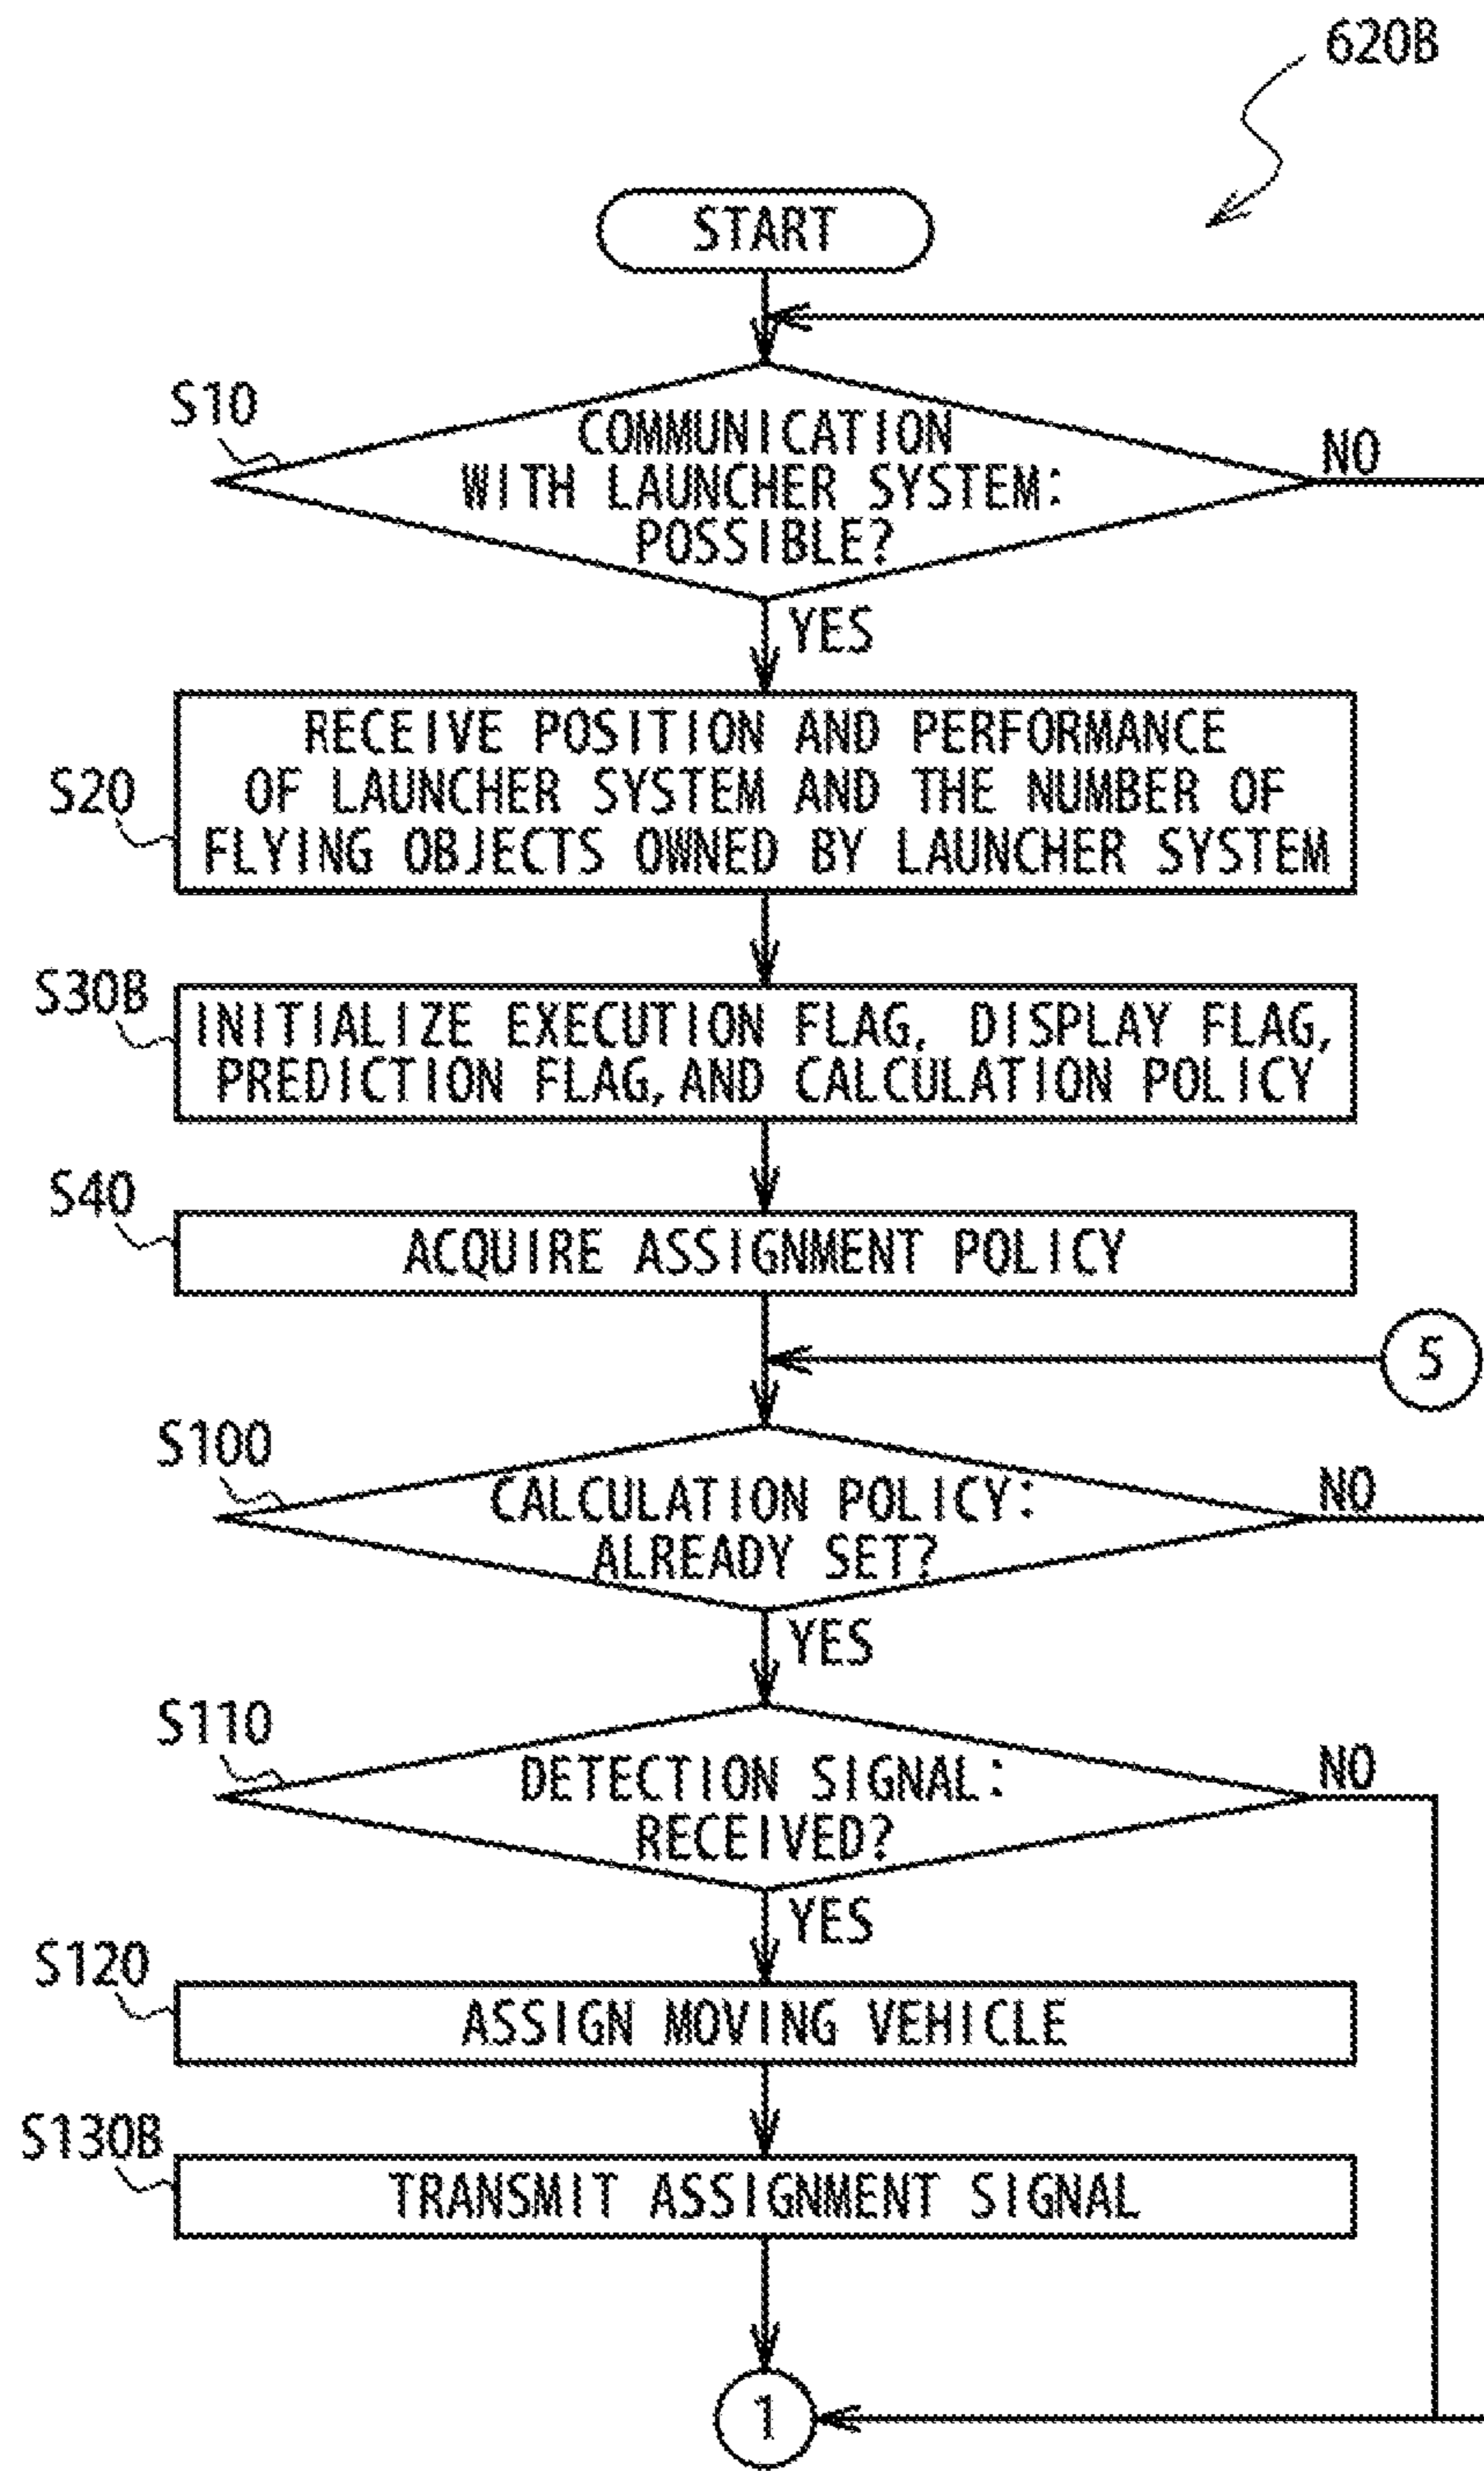 620B
START
S10
COMMUNICATION
WITH LAUNCHER SYSTEM:
POSSIBLE?
NO
YES
S20
RECEIVE POSITION AND PERFORMANCE
OF LAUNCHER SYSTEM AND THE NUMBER OF
FLYING OBJECTS OWNED BY LAUNCHER SYSTEM
S30B
INITIALIZE EXECUTION FLAG, DISPLAY FLAG,
PREDICTION FLAG, AND CALCULATION POLICY
S40
ACQUIRE ASSIGNMENT POLICY
5
S100
CALCULATION POLICY:
ALREADY SET?
NO
YES
S110
DETECTION SIGNAL:
RECEIVED?
NO
YES
S120
ASSIGN MOVING VEHICLE
S130B
TRANSMIT ASSIGNMENT SIGNAL
1